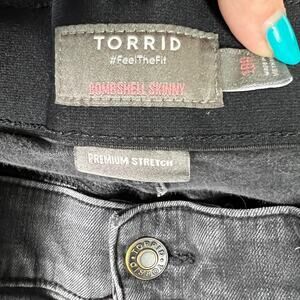 TORRID
#FeelTheFit
BOMBSHELL SKINNY
PREMIUM STRETCH
TORRID